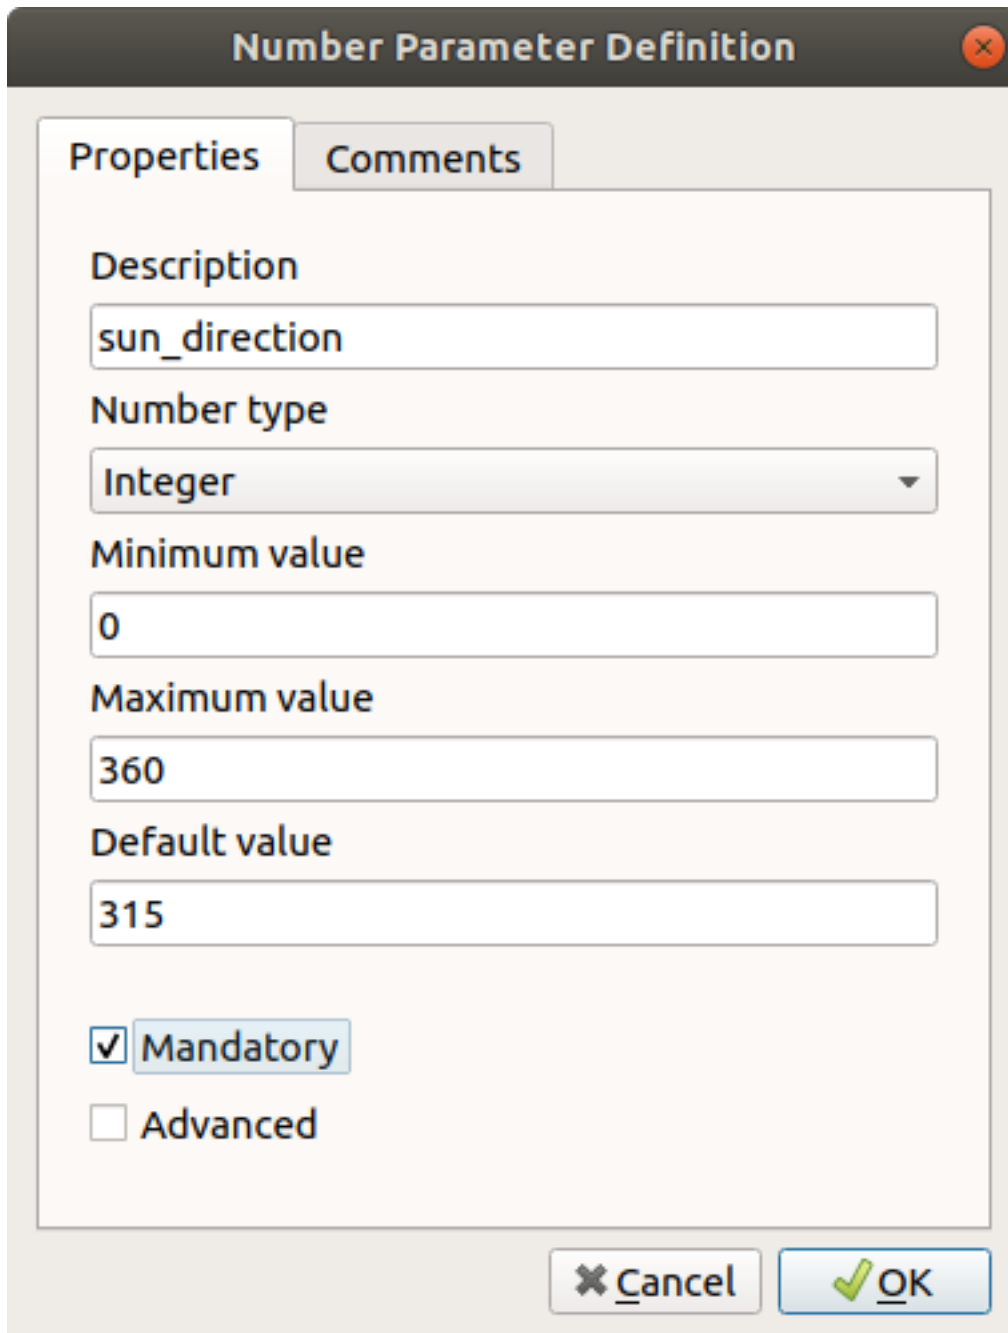 Number Parameter Definition
Properties
Comments
Description
sun_direction
Number type
Integer
Minimum value
0
Maximum value
360
Default value
315
Mandatory
Advanced
Cancel
OK